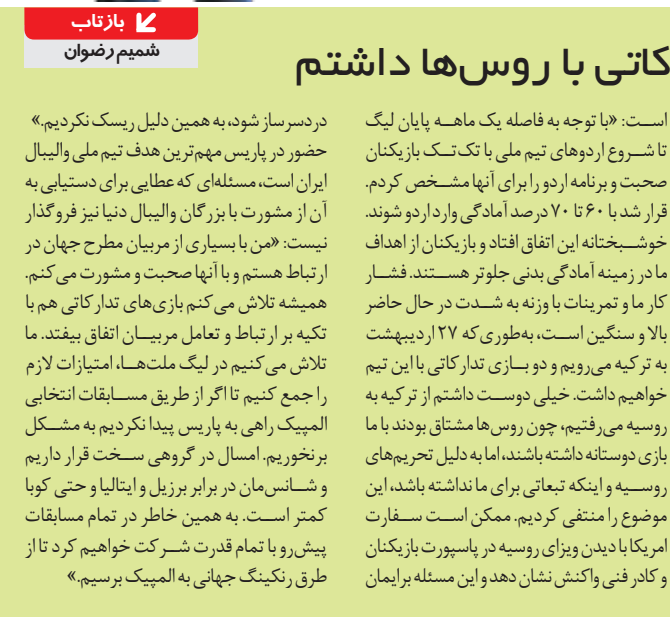 بازتاب
شمیم رضوان
کاتی با روس‌ها داشتم
است: «با توجه به فاصله یک ماهه پایان لیگ
تا شروع اردوهای تیم ملی با تک‌تک بازیکنان
صحبت و برنامه اردو را برای آنها مشخص کردم.
قرار شد با ۶۰ تا ۷۰ درصد آمادگی وارد اردو شوند.
خوشبختانه این اتفاق افتاد و بازیکنان از اهداف
ما در زمینه آمادگی بدنی جلوتر هستند. فشار
کار ما و تمرینات با وزنه به شدت در حال حاضر
بالا و سنگین است، به‌طوری‌که ۲۷ اردیبهشت
به ترکیه می‌رویم و دو بازی تدارکاتی با این تیم
خواهیم داشت. خیلی دوست داشتم از ترکیه به
روسیه می‌رفتیم، چون روس‌ها مشتاق بودند با ما
بازی دوستانه داشته باشند، اما به دلیل تحریم‌های
روسیه و اینکه تبعاتی برای ما نداشته باشد، این
موضوع را منتفی کردیم. ممکن است سفارت
امریکا با دیدن ویزای روسیه در پاسپورت بازیکنان
و کادر فنی واکنش نشان دهد و این مسئله برایمان
دردسرساز شود، به همین دلیل ریسک نکردیم.»
حضور در پاریس مهم‌ترین هدف تیم ملی والیبال
ایران است، مسئله‌ای که عطایی برای دستیابی به
آن از مشورت با بزرگان والیبال دنیا نیز فروگذار
نیست: «من با بسیاری از مربیان مطرح جهان در
ارتباط هستم و با آنها صحبت و مشورت می‌کنم.
همیشه تلاش می‌کنم بازی‌های تدارکاتی هم با
تکیه بر ارتباط و تعامل مربیان اتفاق بیفتد. ما
تلاش می‌کنیم در لیگ ملت‌ها، امتیازات لازم
را جمع کنیم تا اگر از طریق مسابقات انتخابی
المپیک راهی به پاریس پیدا نکردیم به مشکل
برنخوریم. امسال در گروهی سخت قرار داریم
و شانس‌مان در برابر برزیل و ایتالیا و حتی کوبا
کمتر است. به همین خاطر در تمام مسابقات
پیش‌رو با تمام قدرت شرکت خواهیم کرد تا از
طرق رنکینگ جهانی به المپیک برسیم.»